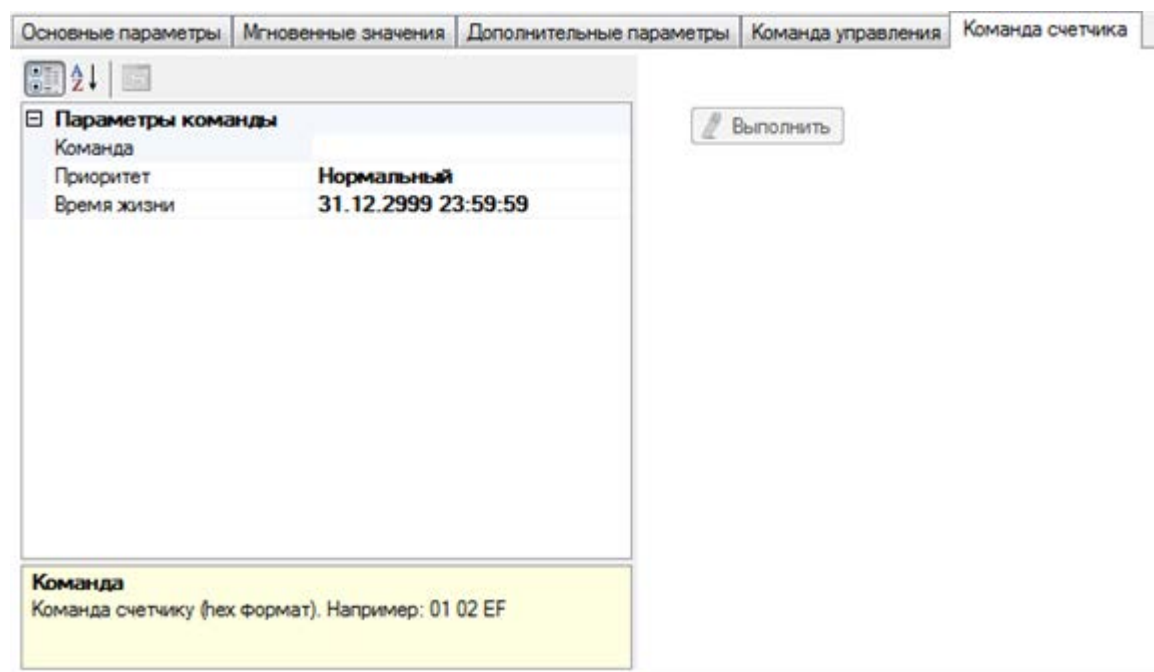 Основные параметры Мгновенные значения Дополнительные параметры Команда управления Команда счетчика
Параметры команды
Выполнить
Команда
Приоритет Нормальный
Время жизни 31.12.2999 23:59:59
Команда
Команда счетчику (hex формат). Например: 01 02 EF